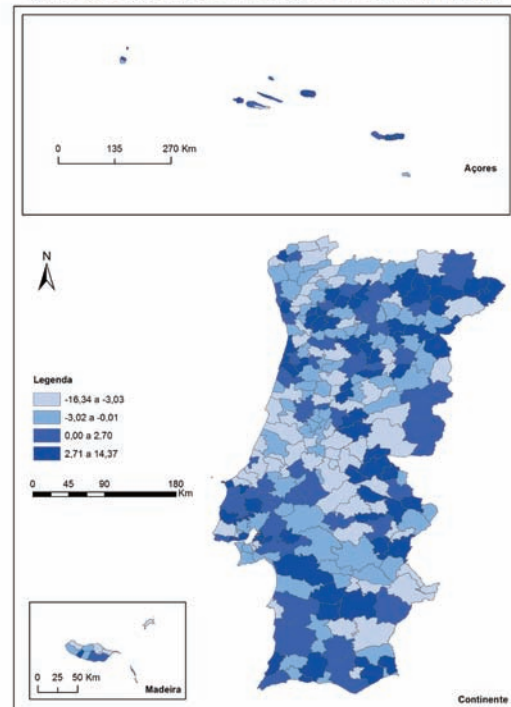 0 135 270 Km
Açores
N
Legenda
-16,34 a -3,03
-3,02 a -0,01
0,00 a 2,70
2,71 a 14,37
0 45 90 180
Km
0 25 50 Km
Madeira
Continente